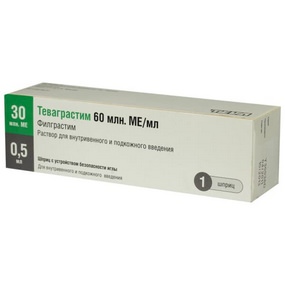 30
млн. МЕ
0,5
мл
Теваграстим 60 млн. МЕ/мл
Филграстим
Раствор для внутривенного и подкожного введения
Шприц с устройством безопасности иглы
Для внутривенного и подкожного введения
1
шприц